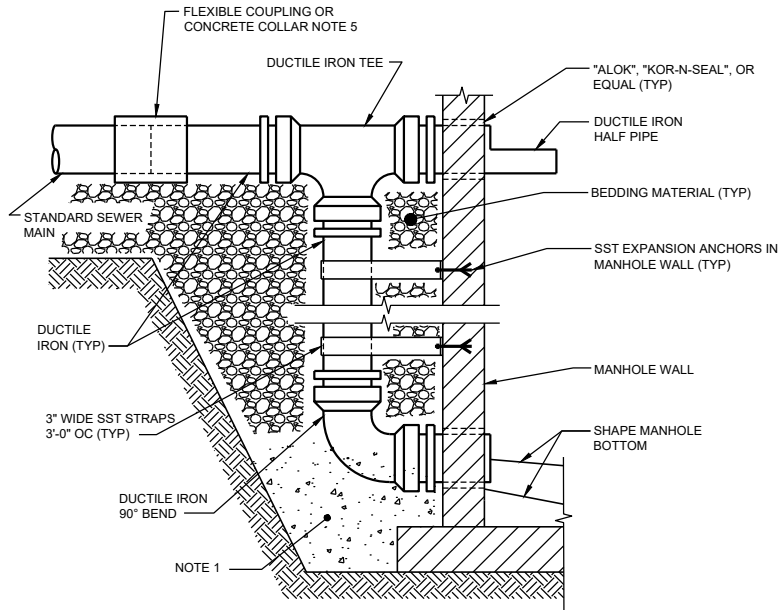 FLEXIBLE COUPLING OR
CONCRETE COLLAR NOTE 5
DUCTILE IRON TEE
"ALOK", "KOR-N-SEAL", OR
EQUAL (TYP)
DUCTILE IRON
HALF PIPE
BEDDING MATERIAL (TYP)
STANDARD SEWER
MAIN
SST EXPANSION ANCHORS IN
MANHOLE WALL (TYP)
DUCTILE
IRON (TYP)
MANHOLE WALL
3" WIDE SST STRAPS
3'-0" OC (TYP)
SHAPE MANHOLE
BOTTOM
DUCTILE IRON
90° BEND
NOTE 1